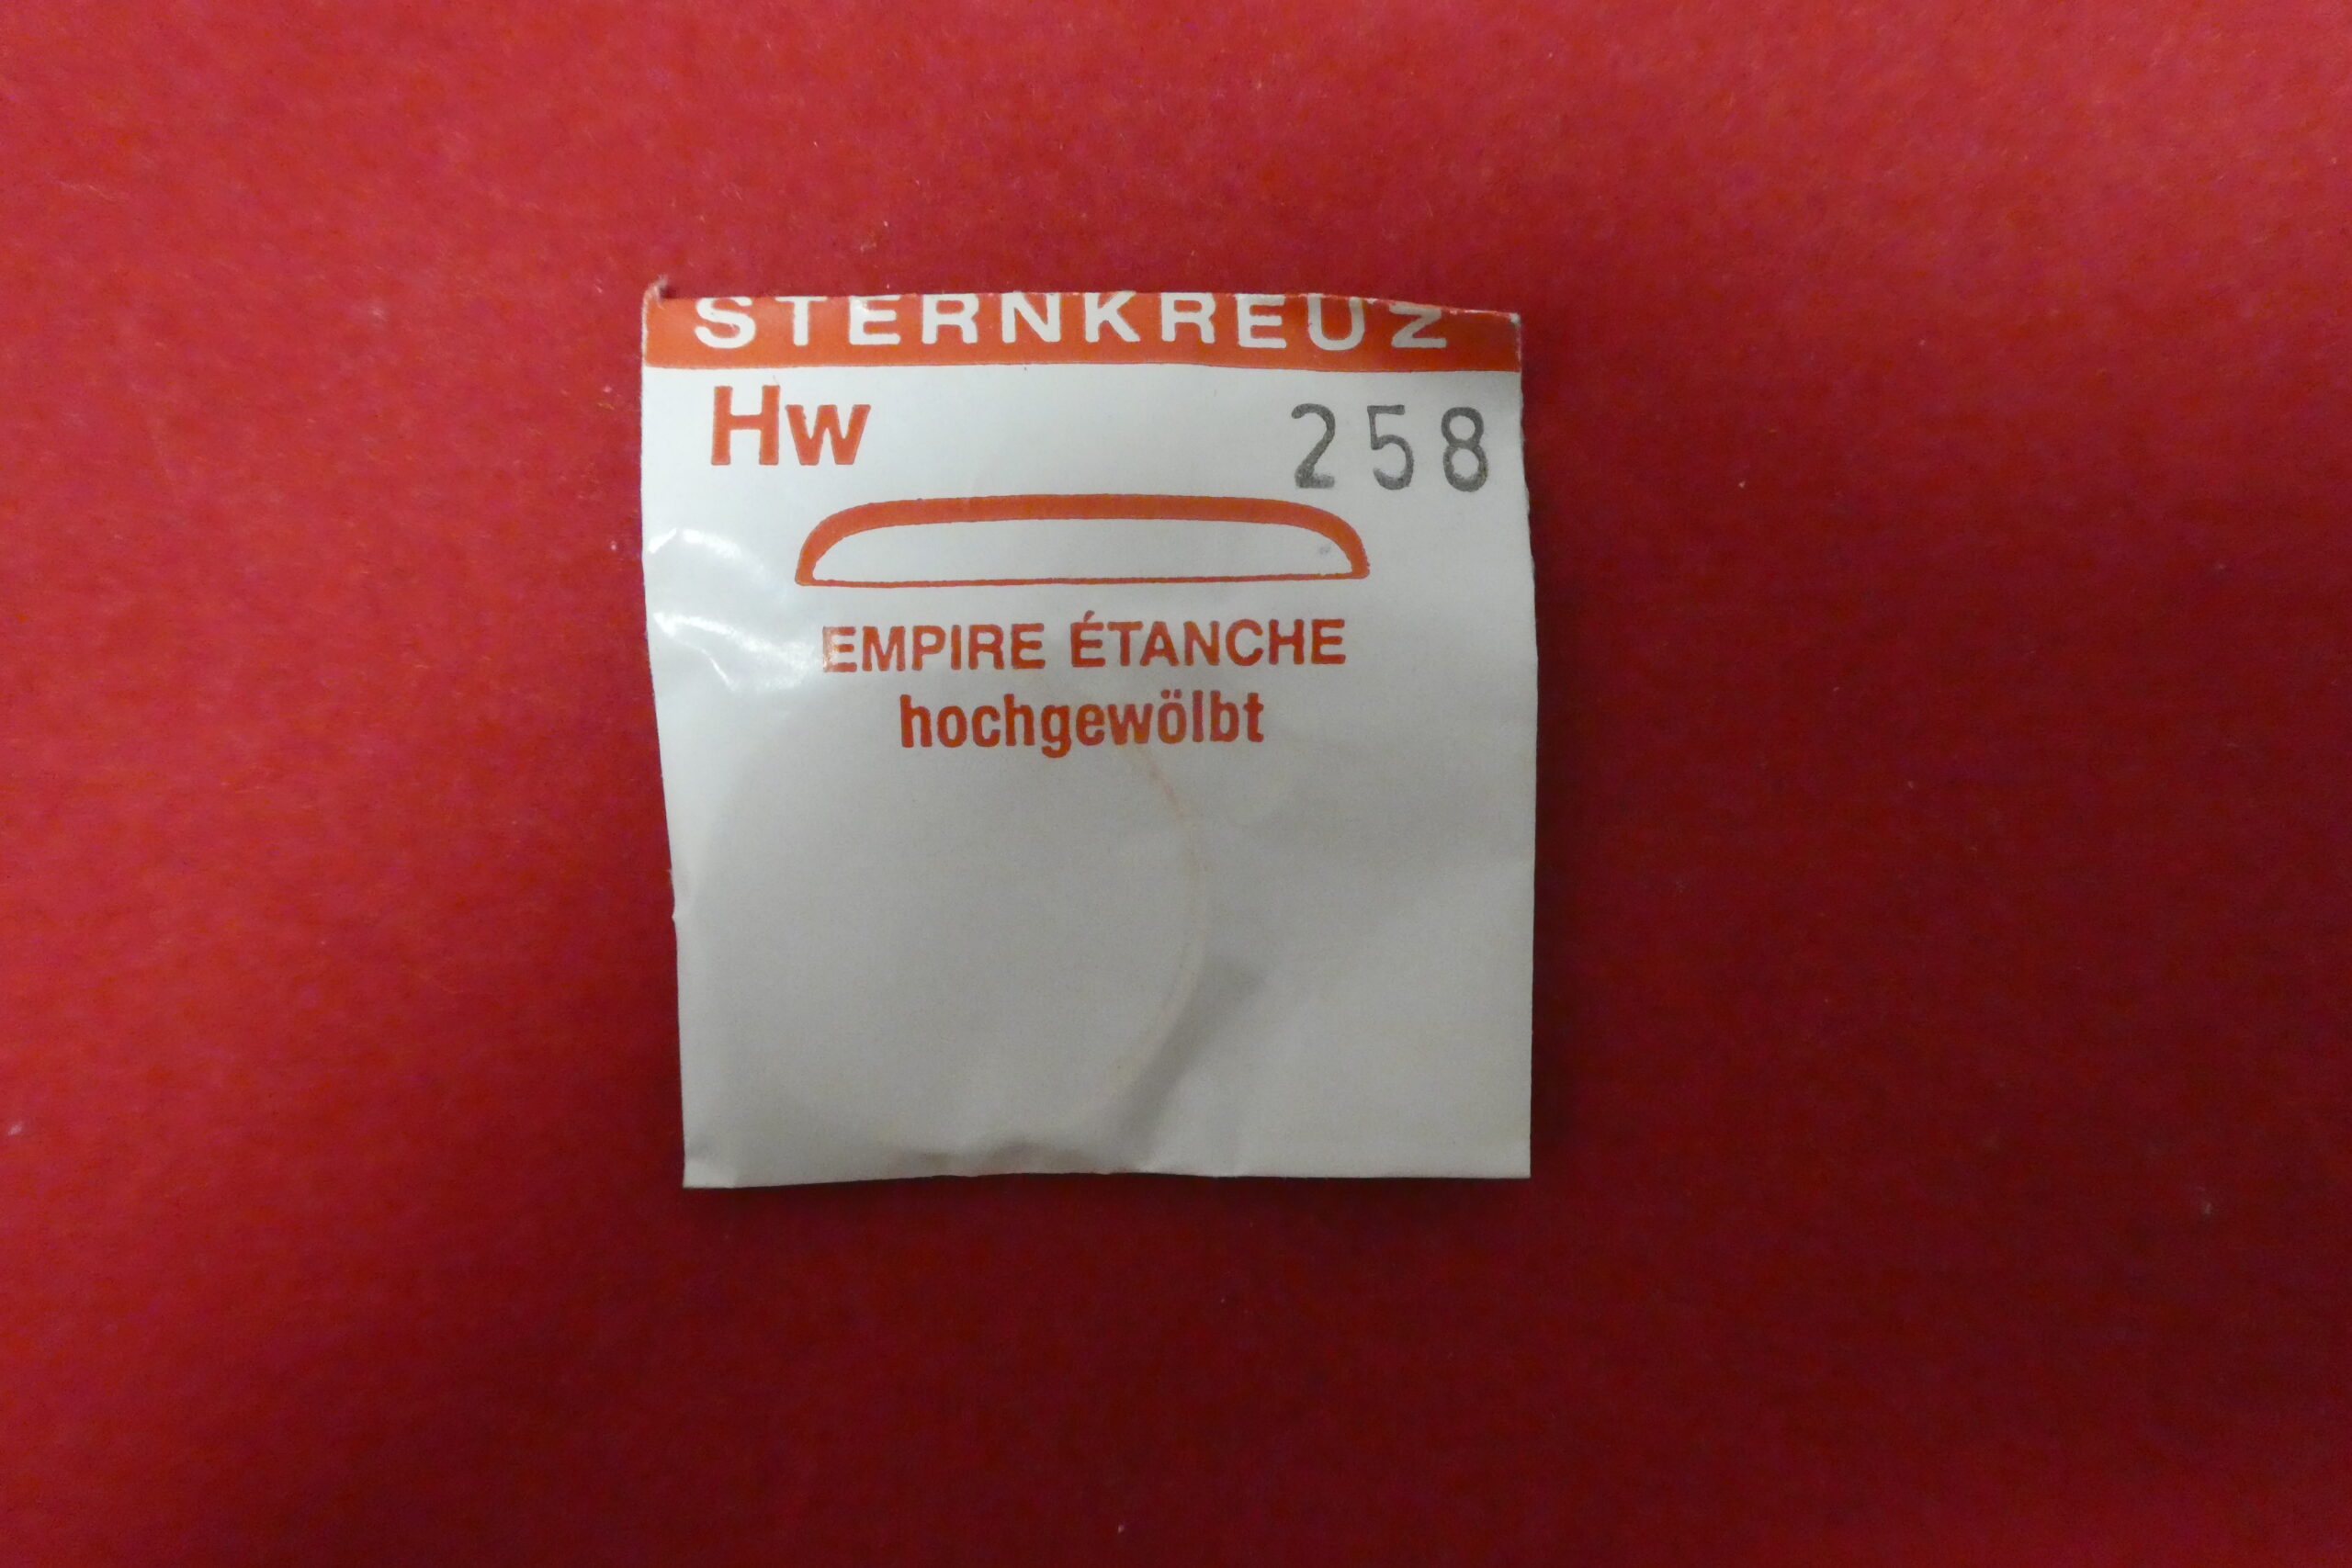 STERNKREUZ
Hw 258
EMPIRE ÉTANCHE
hochgewölbt